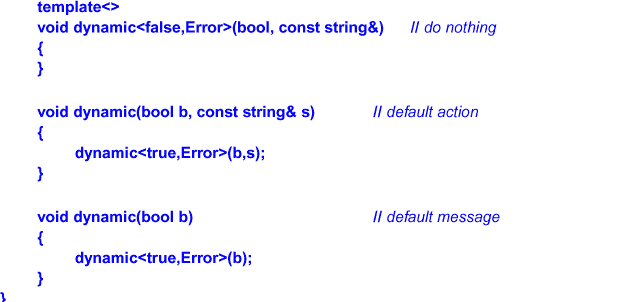 template<>
void dynamic<false,Error>(bool, const string&) // do nothing
{
}
void dynamic(bool b, const string& s) // default action
{
dynamic<true,Error>(b,s);
}
void dynamic(bool b) // default message
{
dynamic<true,Error>(b);
}
}